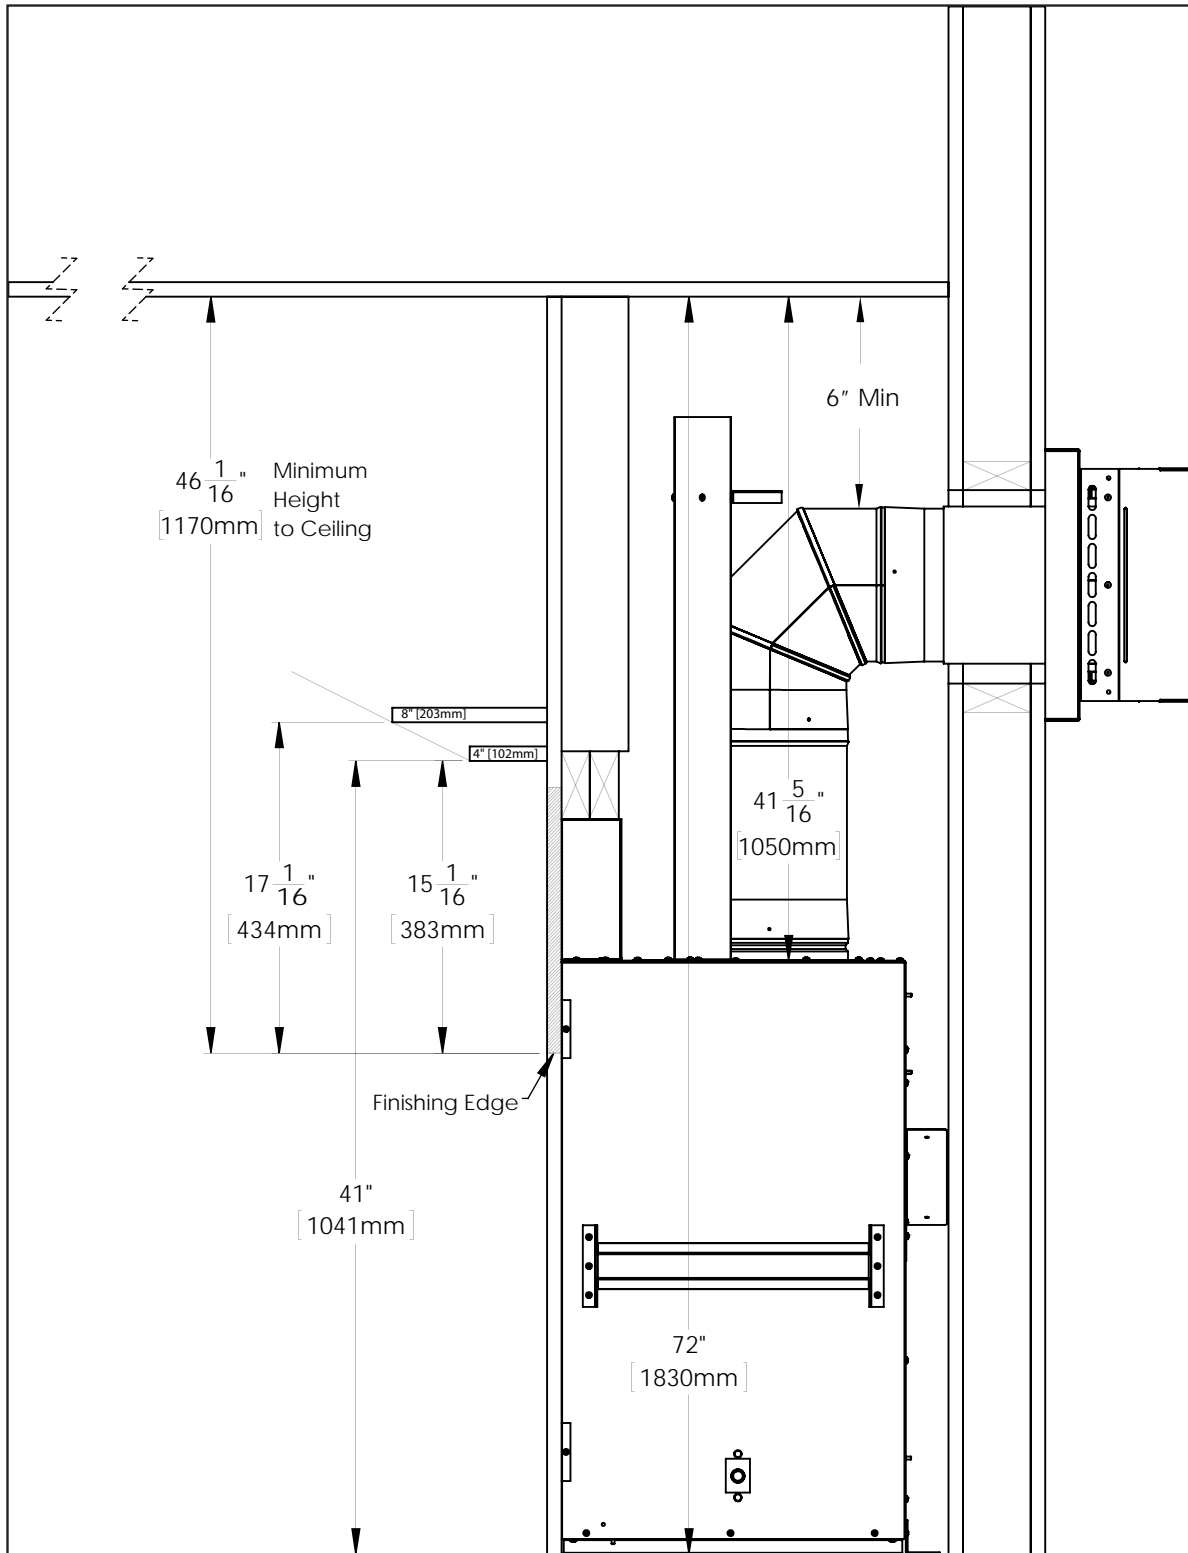 6" Min
46 1/16"
[1170mm]
Minimum
Height
to Ceiling
8" [203mm]
4" [102mm]
41 5/16"
[1050mm]
17 1/16"
[434mm]
15 1/16"
[383mm]
Finishing Edge
41"
[1041mm]
72"
[1830mm]